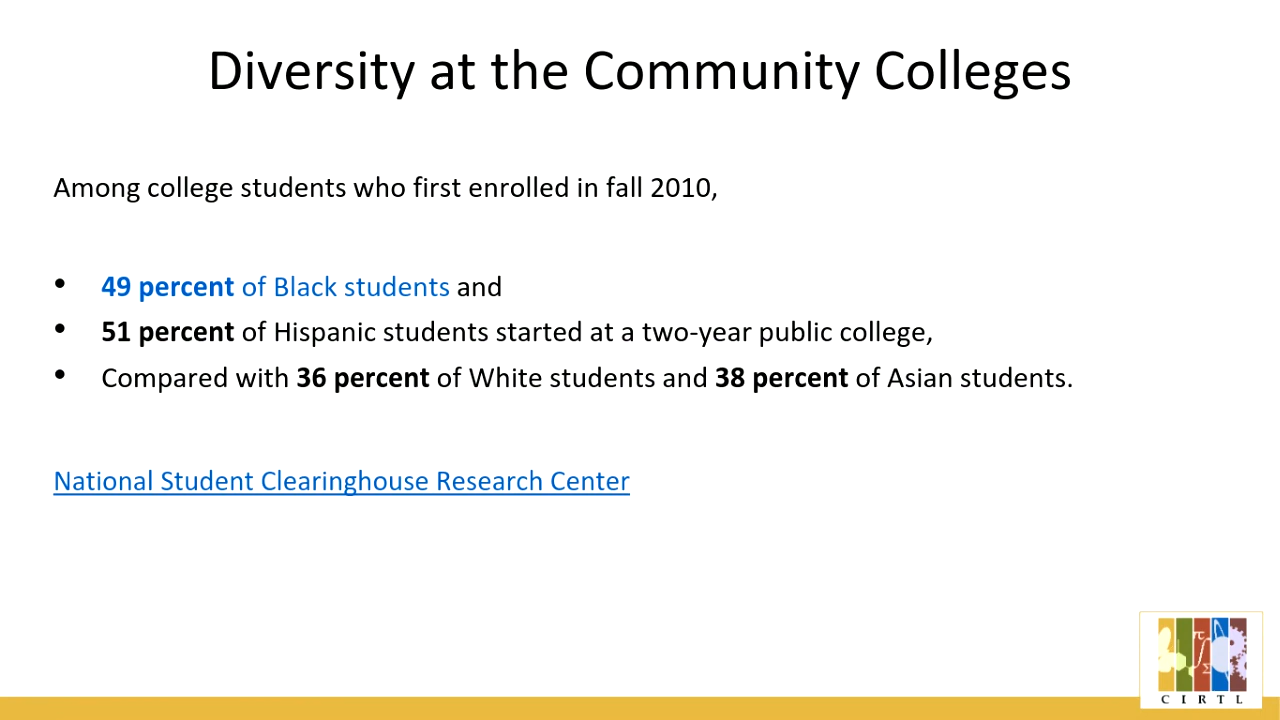 Diversity at the Community Colleges
Among college students who first enrolled in fall 2010,
• 49 percent of Black students and
• 51 percent of Hispanic students started at a two-year public college,
• Compared with 36 percent of White students and 38 percent of Asian students.
National Student Clearinghouse Research Center
π
Σ
C I R T L